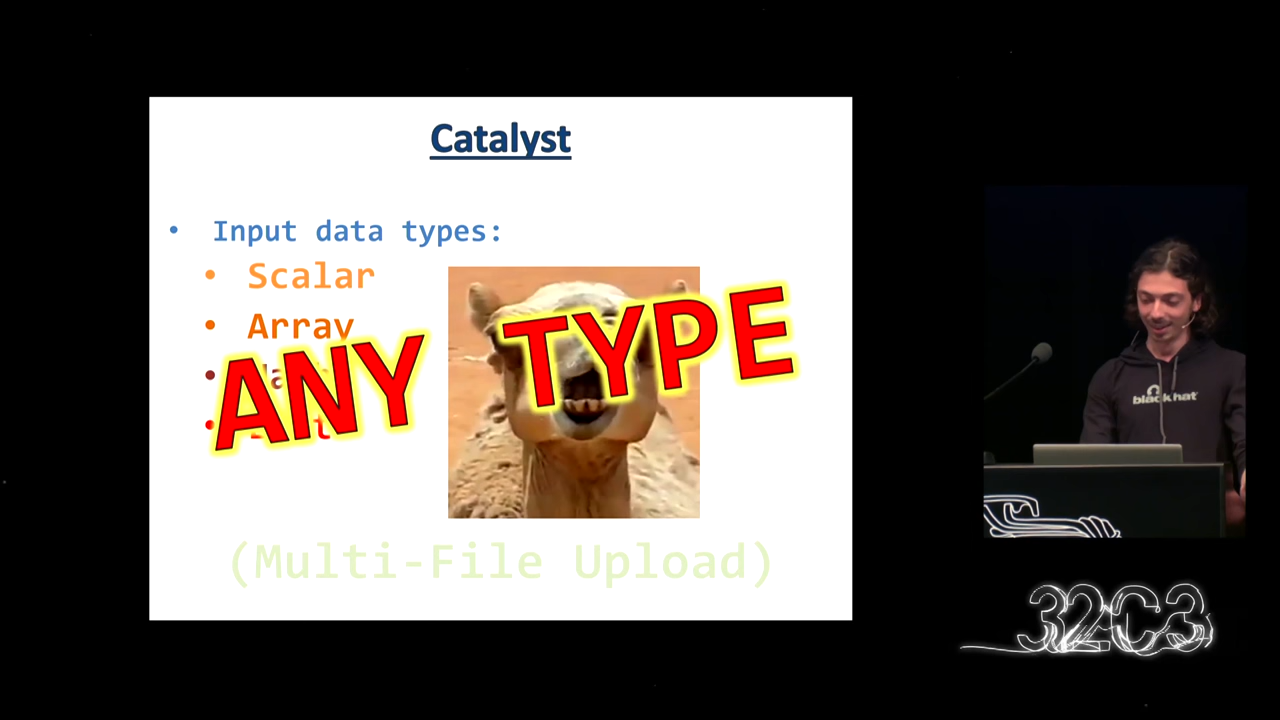 Catalyst
• Input data types:
• Scalar
• Array
ANY TYPE
(Multi-File Upload)
black hat
32C3